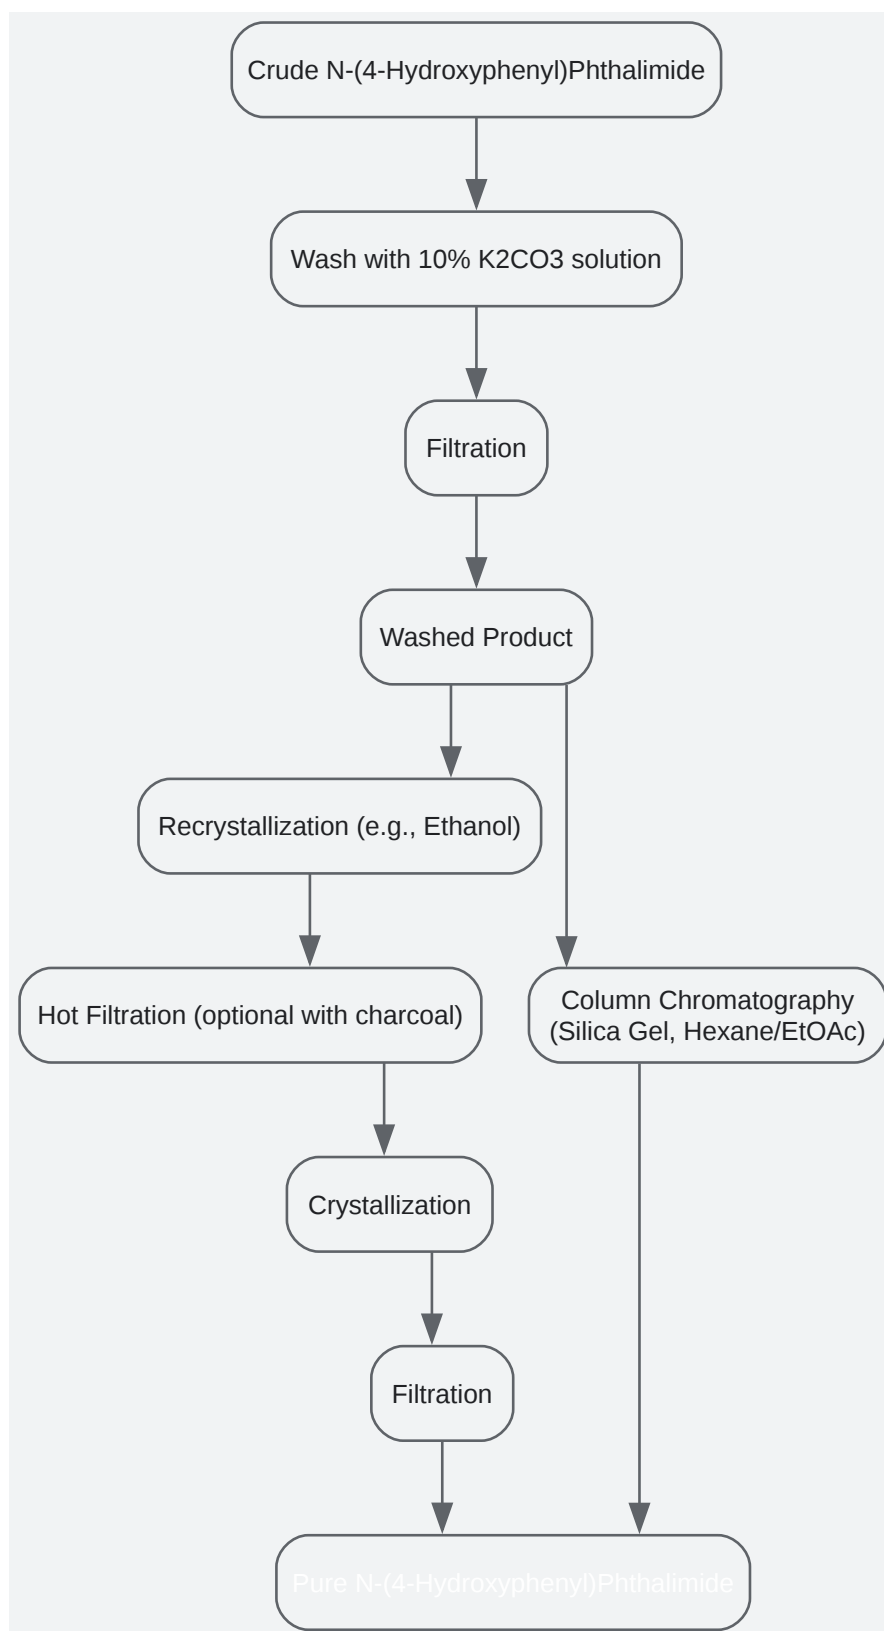 Crude N-(4-Hydroxyphenyl)Phthalimide
Wash with 10% K2CO3 solution
Filtration
Washed Product
Recrystallization (e.g., Ethanol)
Hot Filtration (optional with charcoal)
Column Chromatography
(Silica Gel, Hexane/EtOAc)
Crystallization
Filtration
Pure N-(4-Hydroxyphenyl)Phthalimide